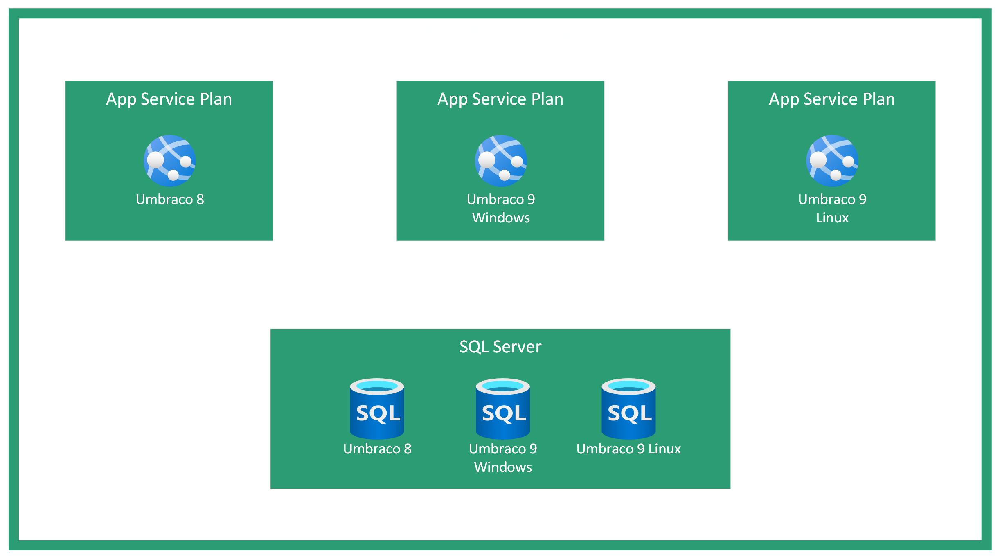 App Service Plan
Umbraco 8
App Service Plan
Umbraco 9
Windows
App Service Plan
Umbraco 9
Linux
SQL Server
SQL
Umbraco 8
SQL
Umbraco 9
Windows
SQL
Umbraco 9 Linux